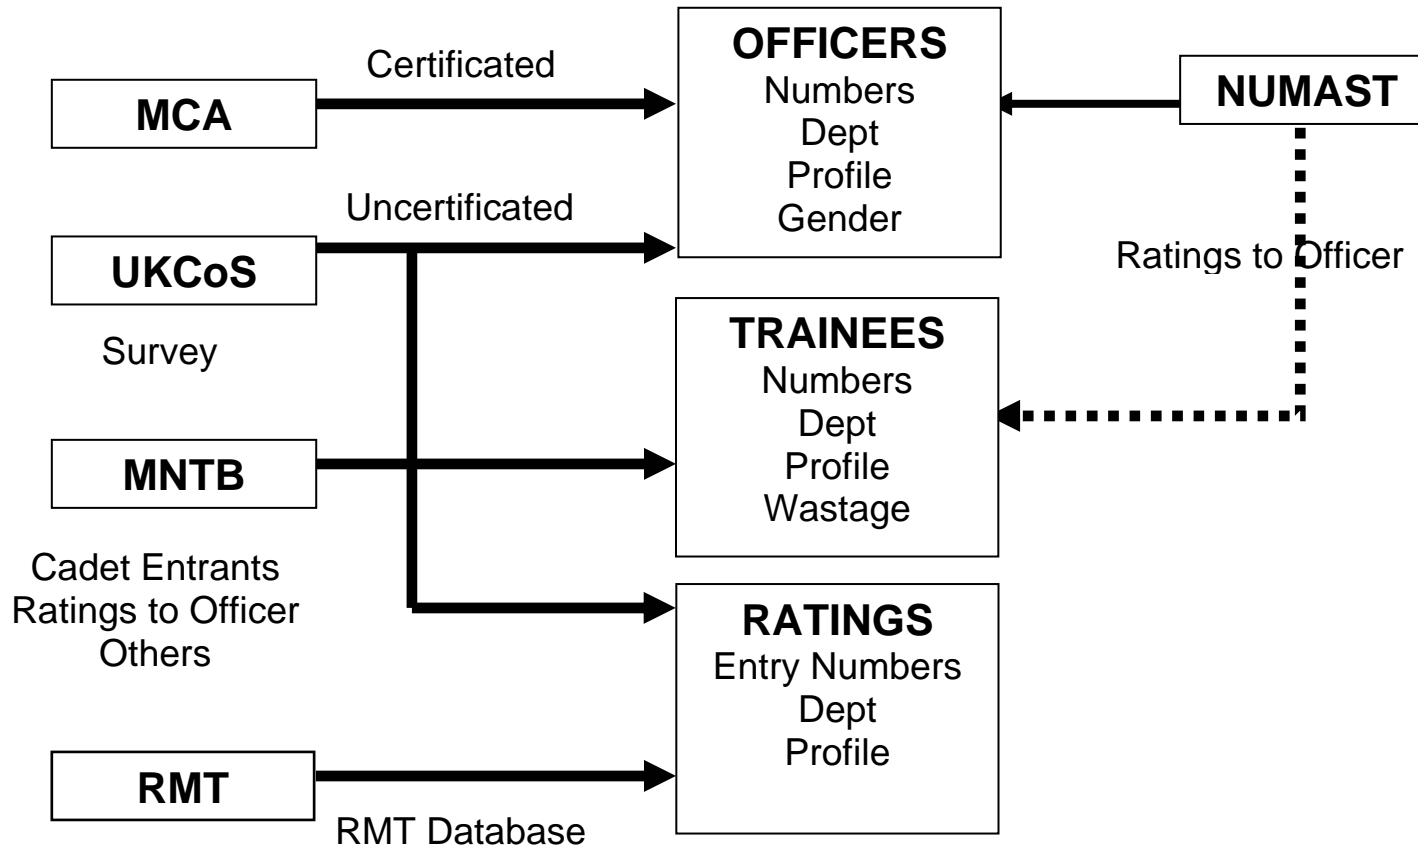 Certificated
MCA
Uncertificated
UKCoS
Survey
MNTB
Cadet Entrants
Ratings to Officer
Others
RMT
RMT Database
OFFICERS
Numbers
Dept
Profile
Gender
TRAINEES
Numbers
Dept
Profile
Wastage
RATINGS
Entry Numbers
Dept
Profile
NUMAST
Ratings to Officer